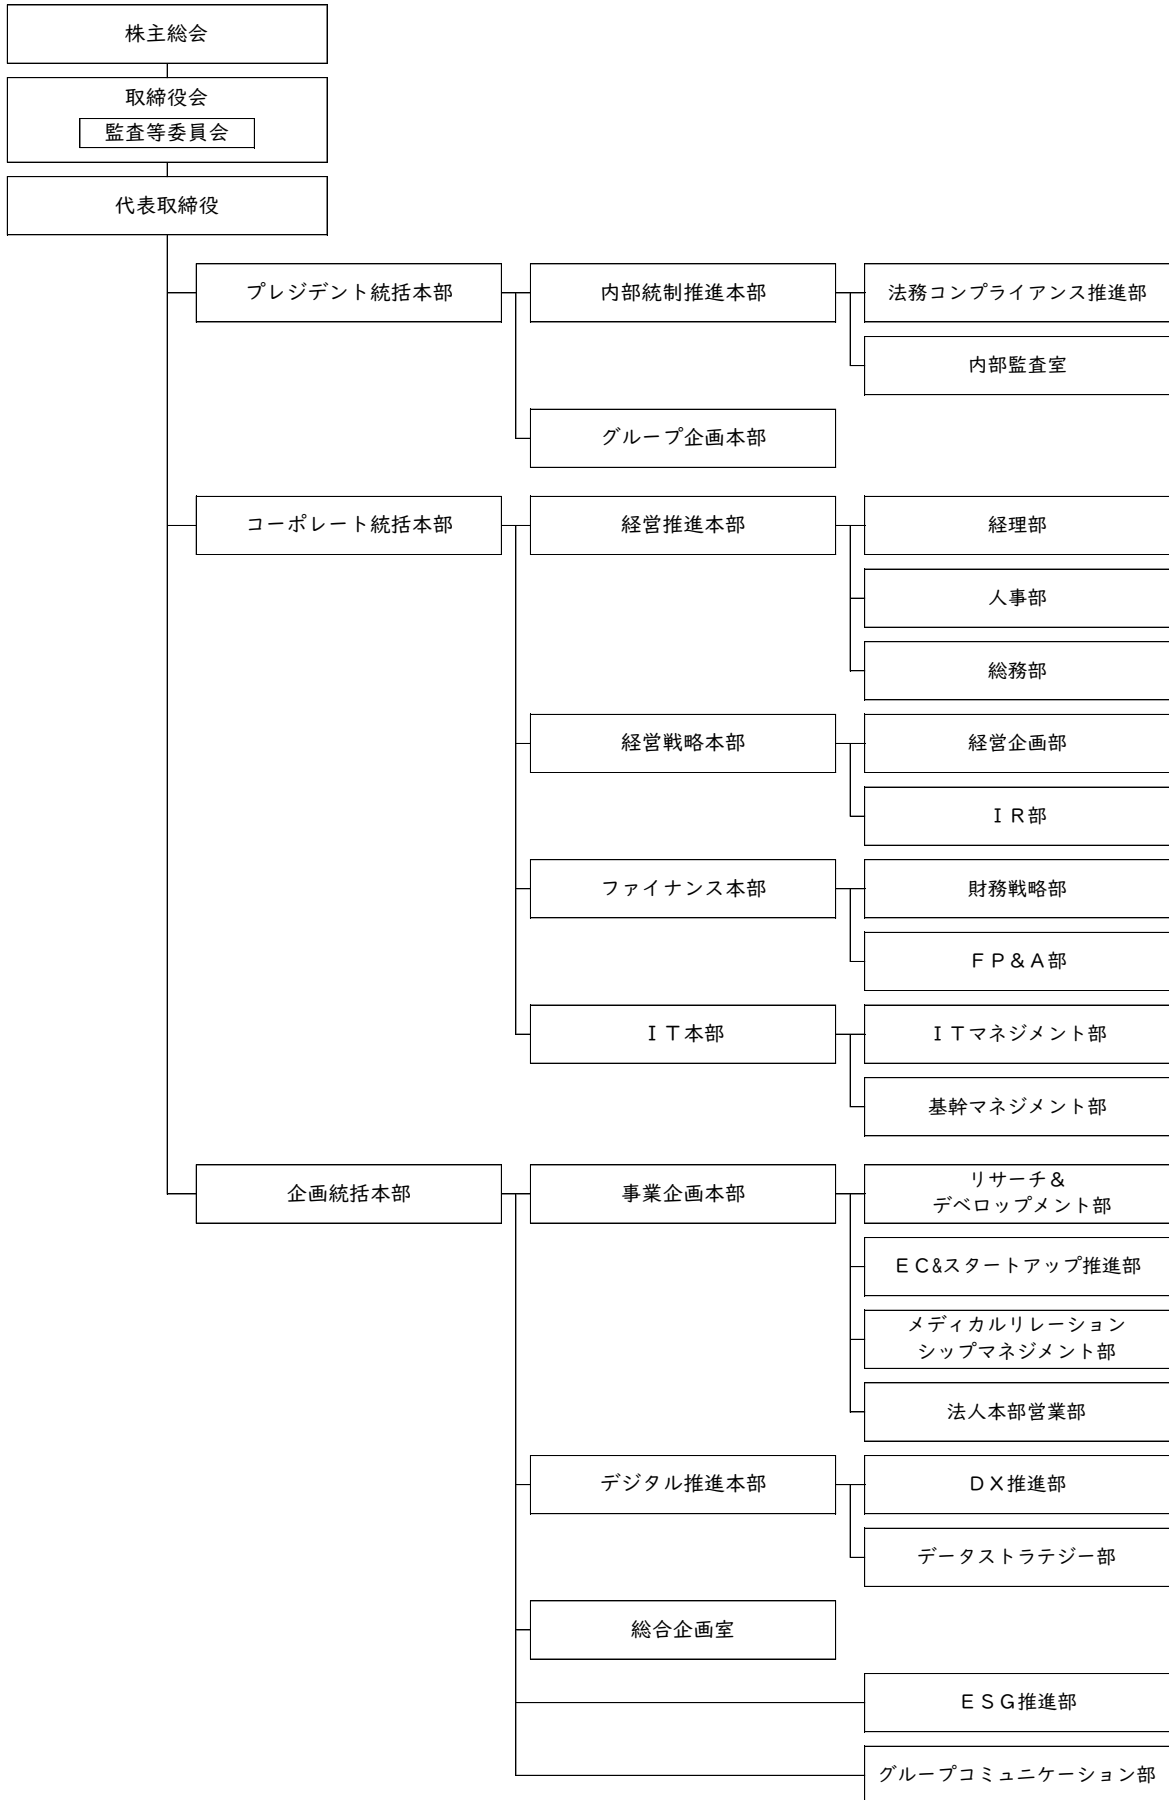 株主総会
取締役会
監査等委員会
代表取締役
プレジデント統括本部
内部統制推進本部
法務コンプライアンス推進部
内部監査室
グループ企画本部
コーポレート統括本部
経営推進本部
経理部
人事部
総務部
経営戦略本部
経営企画部
ＩＲ部
ファイナンス本部
財務戦略部
ＦＰ＆Ａ部
ＩＴ本部
ＩＴマネジメント部
基幹マネジメント部
企画統括本部
事業企画本部
リサーチ＆
デベロップメント部
ＥＣ&スタートアップ推進部
メディカルリレーション
シップマネジメント部
法人本部営業部
デジタル推進本部
ＤＸ推進部
データストラテジー部
総合企画室
ＥＳＧ推進部
グループコミュニケーション部